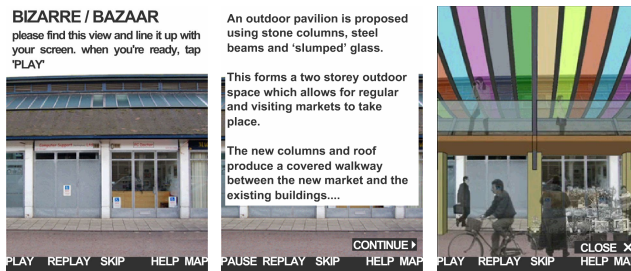 BIZARRE / BAZAAR
please find this view and line it up with
your screen. when you're ready, tap
'PLAY'
PLAY REPLAY SKIP HELP MAP
An outdoor pavilion is proposed
using stone columns, steel
beams and ‘slumped’ glass.
This forms a two storey outdoor
space which allows for regular
and visiting markets to take
place.
The new columns and roof
produce a covered walkway
between the new market and the
existing buildings....
CONTINUE
PAUSE REPLAY SKIP HELP MAP
CLOSE X
PLAY REPLAY SKIP HELP MA